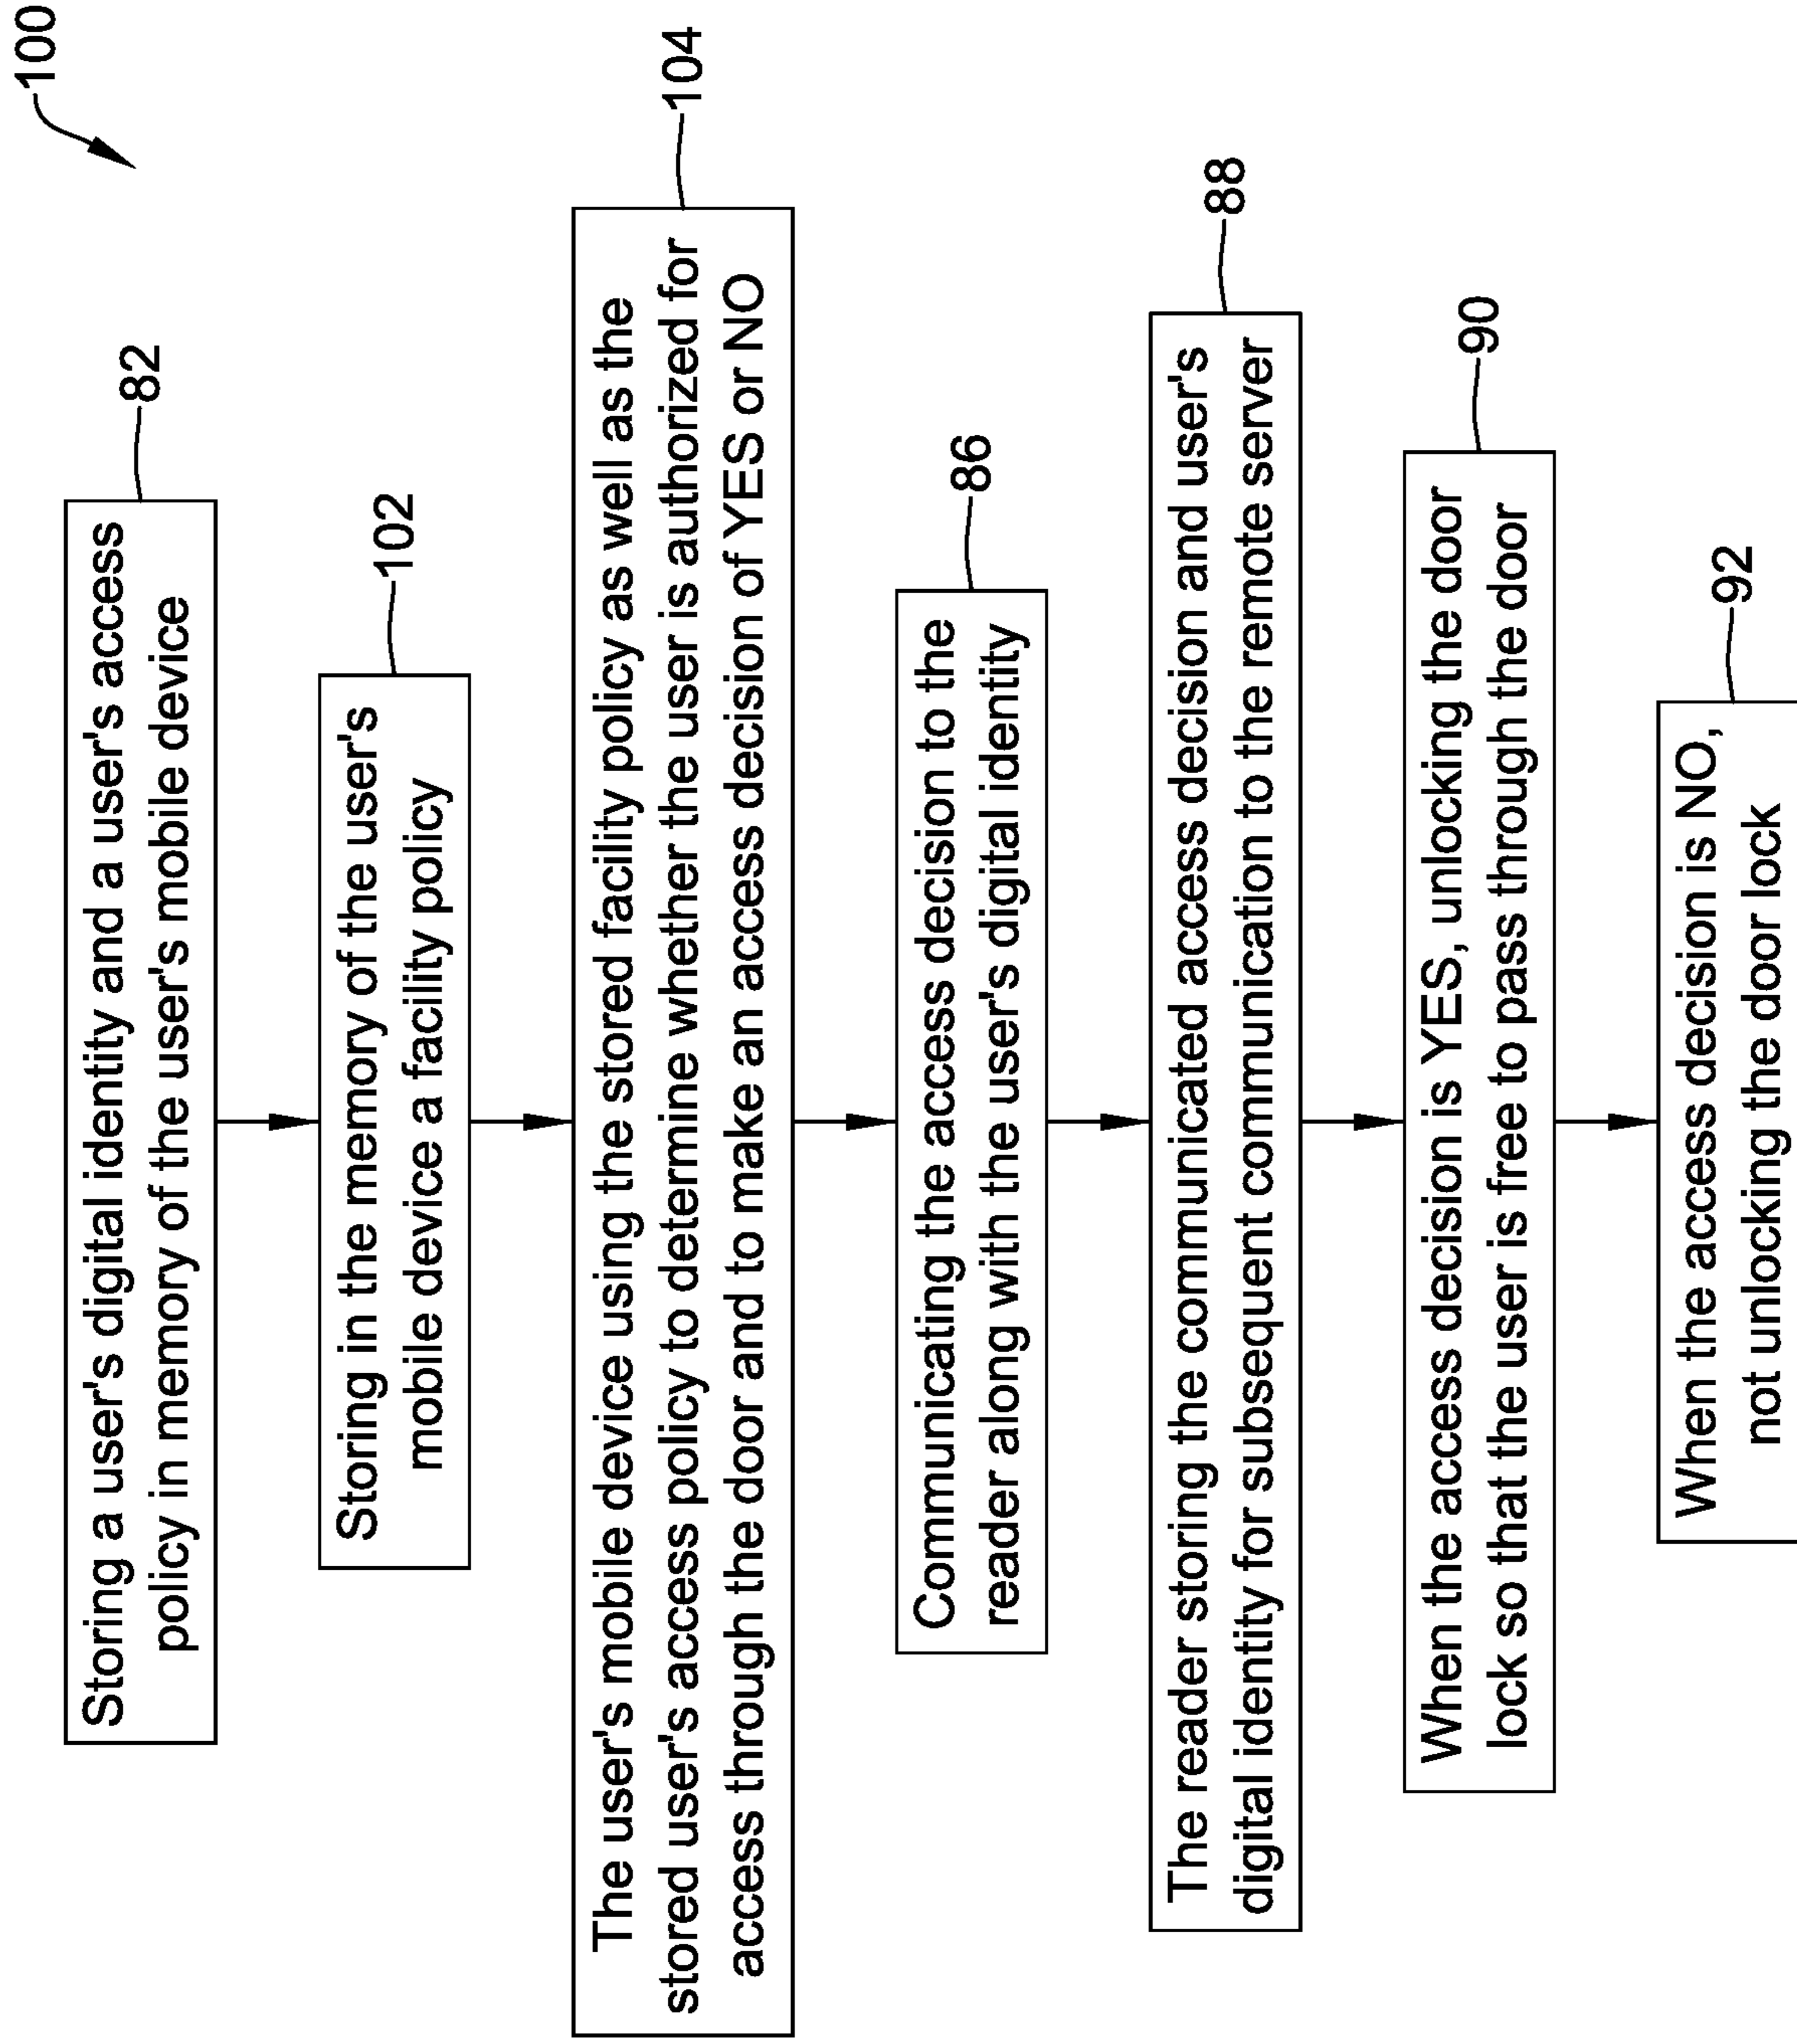 100
Storing a user's digital identity and a user's access
policy in memory of the user's mobile device
82
Storing in the memory of the user's
mobile device a facility policy
102
The user's mobile device using the stored facility policy as well as the
stored user's access policy to determine whether the user is authorized for
access through the door and to make an access decision of YES or NO
104
Communicating the access decision to the
reader along with the user's digital identity
86
The reader storing the communicated access decision and user's
digital identity for subsequent communication to the remote server
88
When the access decision is YES, unlocking the door
lock so that the user is free to pass through the door
90
When the access decision is NO,
not unlocking the door lock
92